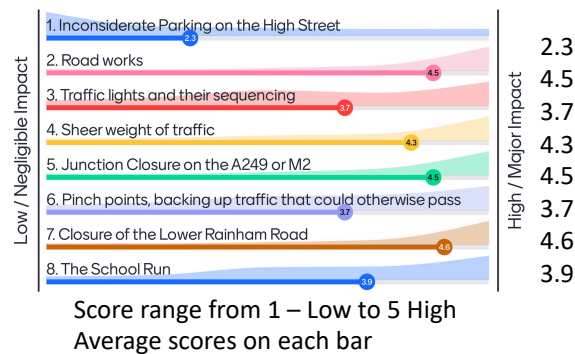 Low / Negligible Impact
1. Inconsiderate Parking on the High Street
2.3
2. Road works
4.5
3. Traffic lights and their sequencing
3.7
4. Sheer weight of traffic
4.3
5. Junction Closure on the A249 or M2
4.5
6. Pinch points, backing up traffic that could otherwise pass
3.7
7. Closure of the Lower Rainham Road
4.6
8. The School Run
3.9
High / Major Impact
2.3
4.5
3.7
4.3
4.5
3.7
4.6
3.9
Score range from 1 – Low to 5 High
Average scores on each bar